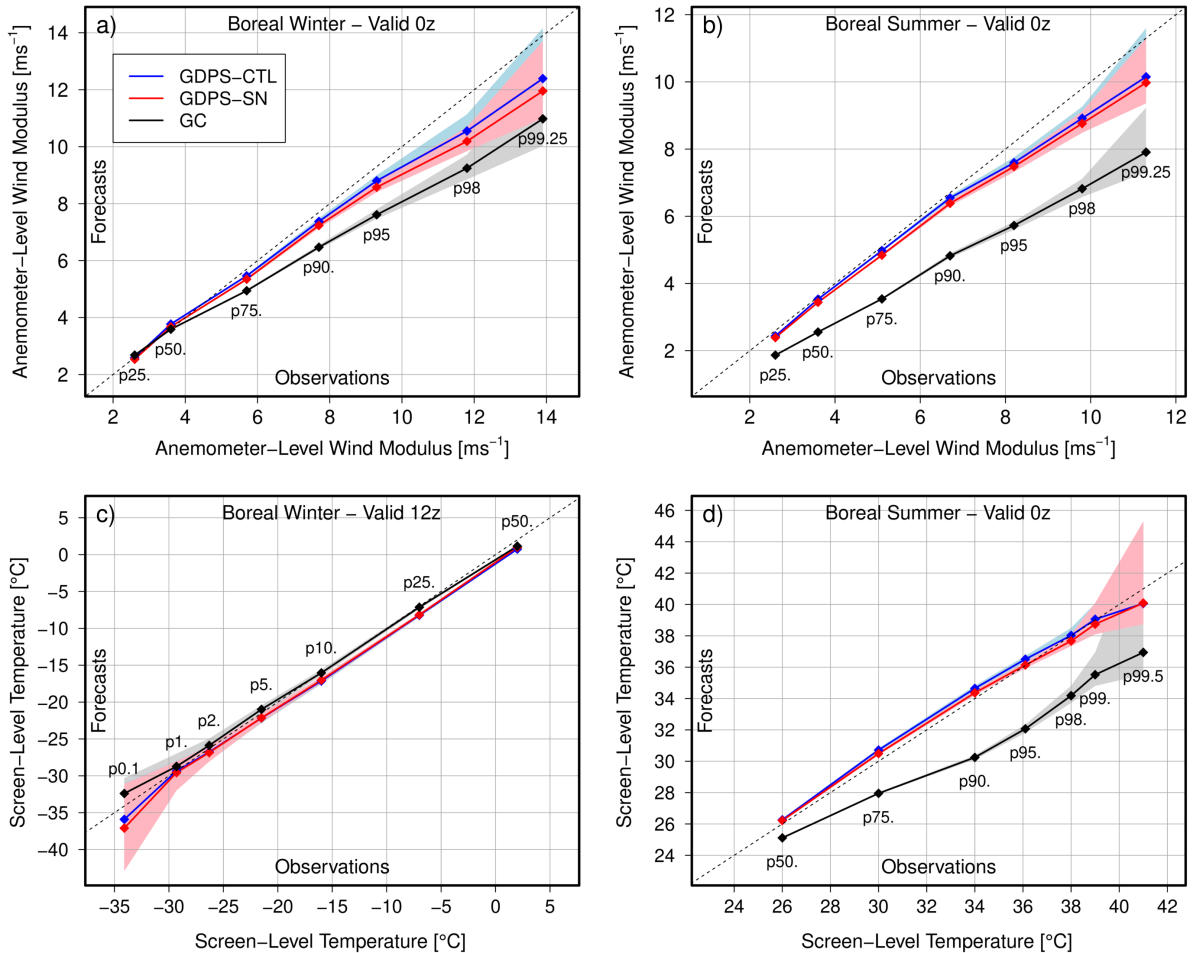 a)
Boreal Winter − Valid 0z
GDPS−CTL
GDPS−SN
GC
Forecasts
Observations
p25.
p50.
p75.
p90.
p95
p98
p99.25
14
12
10
8
6
4
2
2 4 6 8 10 12 14
Anemometer−Level Wind Modulus [ms⁻¹]
Anemometer−Level Wind Modulus [ms⁻¹]
b)
Boreal Summer − Valid 0z
Forecasts
Observations
p25.
p50.
p75.
p90.
p95
p98
p99.25
12
10
8
6
4
2
2 4 6 8 10 12
Anemometer−Level Wind Modulus [ms⁻¹]
Anemometer−Level Wind Modulus [ms⁻¹]
c)
Boreal Winter − Valid 12z
p50.
p25.
p10.
p5.
p2.
p1.
p0.1
Forecasts
Observations
5
0
−5
−10
−15
−20
−25
−30
−35
−40
−35 −30 −25 −20 −15 −10 −5 0 5
Screen−Level Temperature [°C]
Screen−Level Temperature [°C]
d)
Boreal Summer − Valid 0z
Forecasts
Observations
p50.
p75.
p90.
p95.
p98.
p99.
p99.5
46
44
42
40
38
36
34
32
30
28
26
24
24 26 28 30 32 34 36 38 40 42
Screen−Level Temperature [°C]
Screen−Level Temperature [°C]